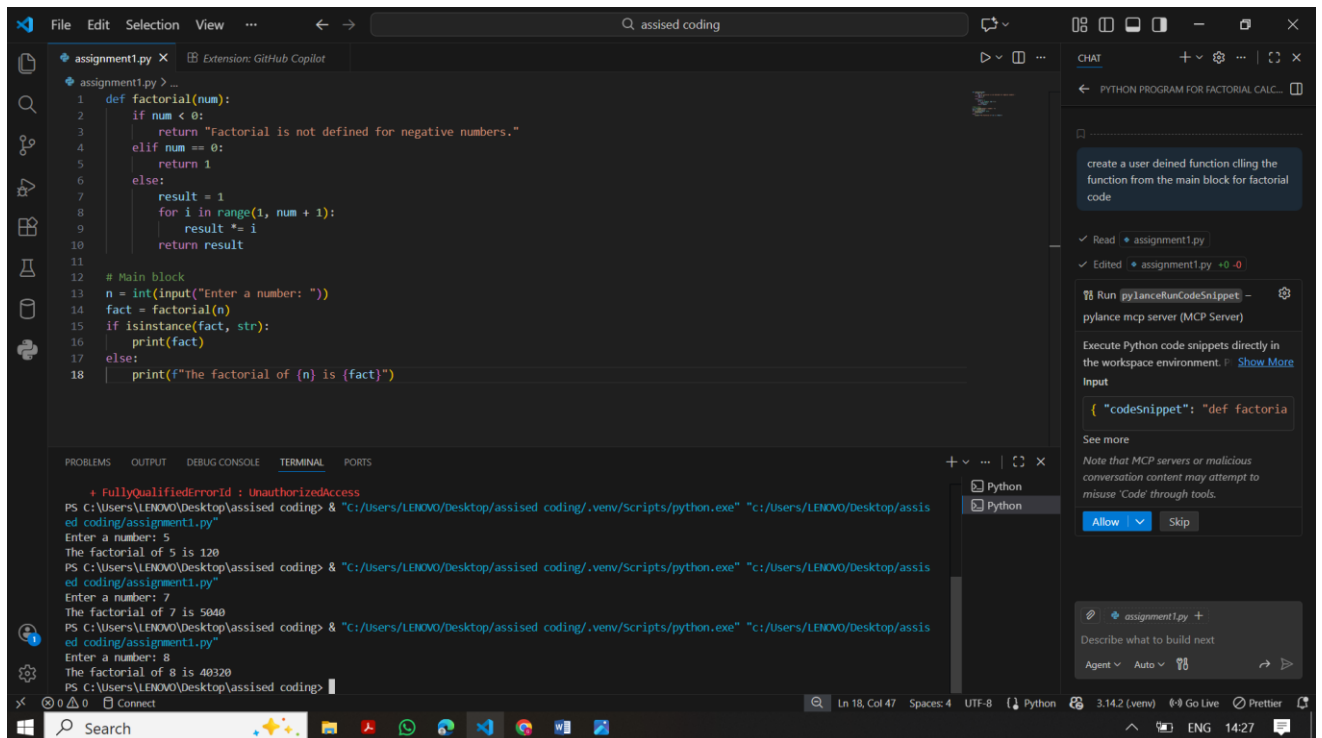 File Edit Selection View ··· assised coding
assignment1.py Extension: GitHub Copilot
assignment1.py > ...
1 def factorial(num):
2 if num < 0:
3 return "Factorial is not defined for negative numbers."
4 elif num == 0:
5 return 1
6 else:
7 result = 1
8 for i in range(1, num + 1):
9 result *= i
10 return result
11
12 # Main block
13 n = int(input("Enter a number: "))
14 fact = factorial(n)
15 if isinstance(fact, str):
16 print(fact)
17 else:
18 print(f"The factorial of {n} is {fact}")
PROBLEMS OUTPUT DEBUG CONSOLE TERMINAL PORTS
+ FullyQualifiedErrorId : UnauthorizedAccess
PS C:\Users\LENOVO\Desktop\assised coding> & "C:/Users/LENOVO/Desktop/assised coding/.venv/Scripts/python.exe" "c:/Users/LENOVO/Desktop/assis
ed coding/assignment1.py"
Enter a number: 5
The factorial of 5 is 120
PS C:\Users\LENOVO\Desktop\assised coding> & "C:/Users/LENOVO/Desktop/assised coding/.venv/Scripts/python.exe" "c:/Users/LENOVO/Desktop/assis
ed coding/assignment1.py"
Enter a number: 7
The factorial of 7 is 5040
PS C:\Users\LENOVO\Desktop\assised coding> & "C:/Users/LENOVO/Desktop/assised coding/.venv/Scripts/python.exe" "c:/Users/LENOVO/Desktop/assis
ed coding/assignment1.py"
Enter a number: 8
The factorial of 8 is 40320
PS C:\Users\LENOVO\Desktop\assised coding>
Python
Python
CHAT
PYTHON PROGRAM FOR FACTORIAL CALC...
create a user deined function clling the
function from the main block for factorial
code
Read assignment1.py
Edited assignment1.py +0 -0
Run pylanceRunCodeSnippet –
pylance mcp server (MCP Server)
Execute Python code snippets directly in
the workspace environment. P Show More
Input
{ "codeSnippet": "def factoria
See more
Note that MCP servers or malicious
conversation content may attempt to
misuse 'Code' through tools.
Allow Skip
assignment1.py +
Describe what to build next
Agent Auto
0 0 Connect Ln 18, Col 47 Spaces: 4 UTF-8 Python 3.14.2 (.venv) Go Live Prettier
1
Search ENG 14:27